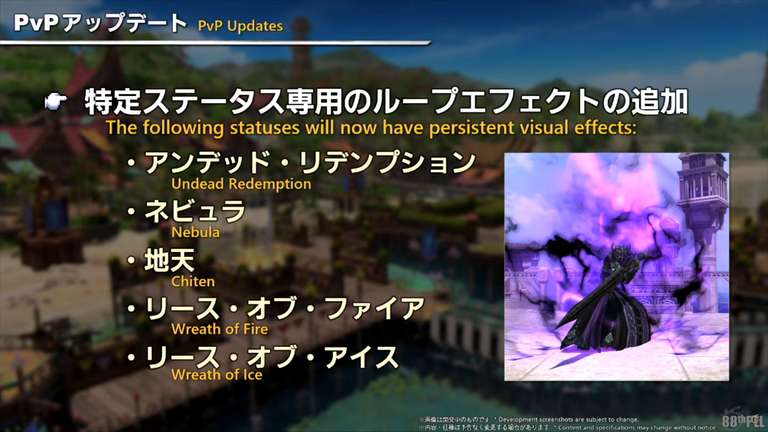 PvPアップデート PvP Updates
特定ステータス専用のループエフェクトの追加
The following statuses will now have persistent visual effects:
・アンデッド・リデンプション
Undead Redemption
・ネビュラ
Nebula
・地天
Chiten
・リース・オブ・ファイア
Wreath of Fire
・リース・オブ・アイス
Wreath of Ice
※画像は開発中のものです。 * Development screenshots are subject to change.
※内容・仕様は予告なく変更する場合があります。 * Content and specifications may change without notice.